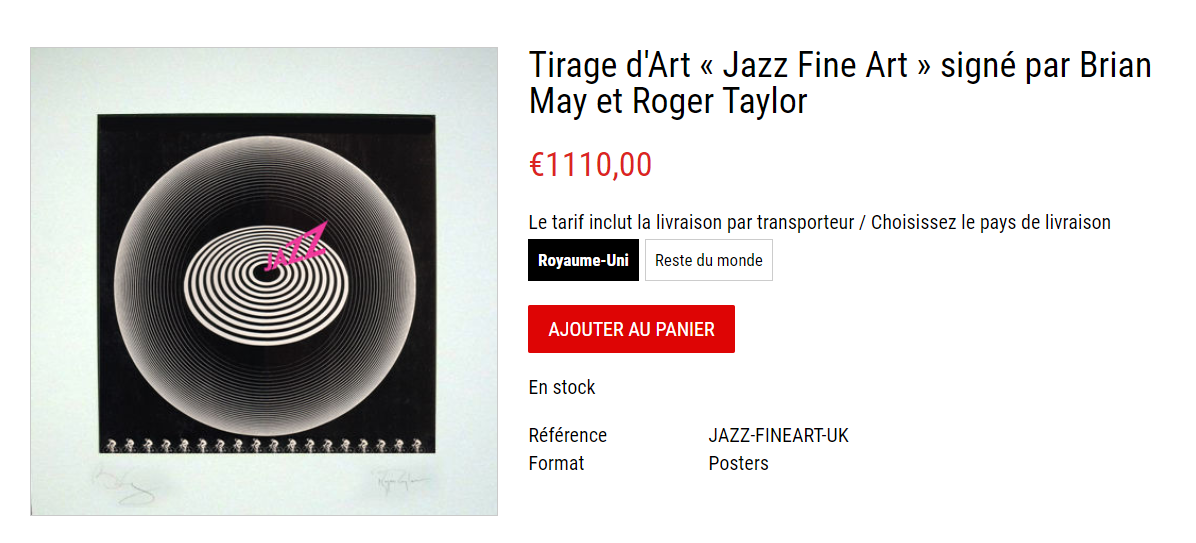 Tirage d'Art « Jazz Fine Art » signé par Brian
May et Roger Taylor
€1110,00
Le tarif inclut la livraison par transporteur / Choisissez le pays de livraison
Royaume-Uni Reste du monde
AJOUTER AU PANIER
En stock
Référence JAZZ-FINEART-UK
Format Posters
JAZZ